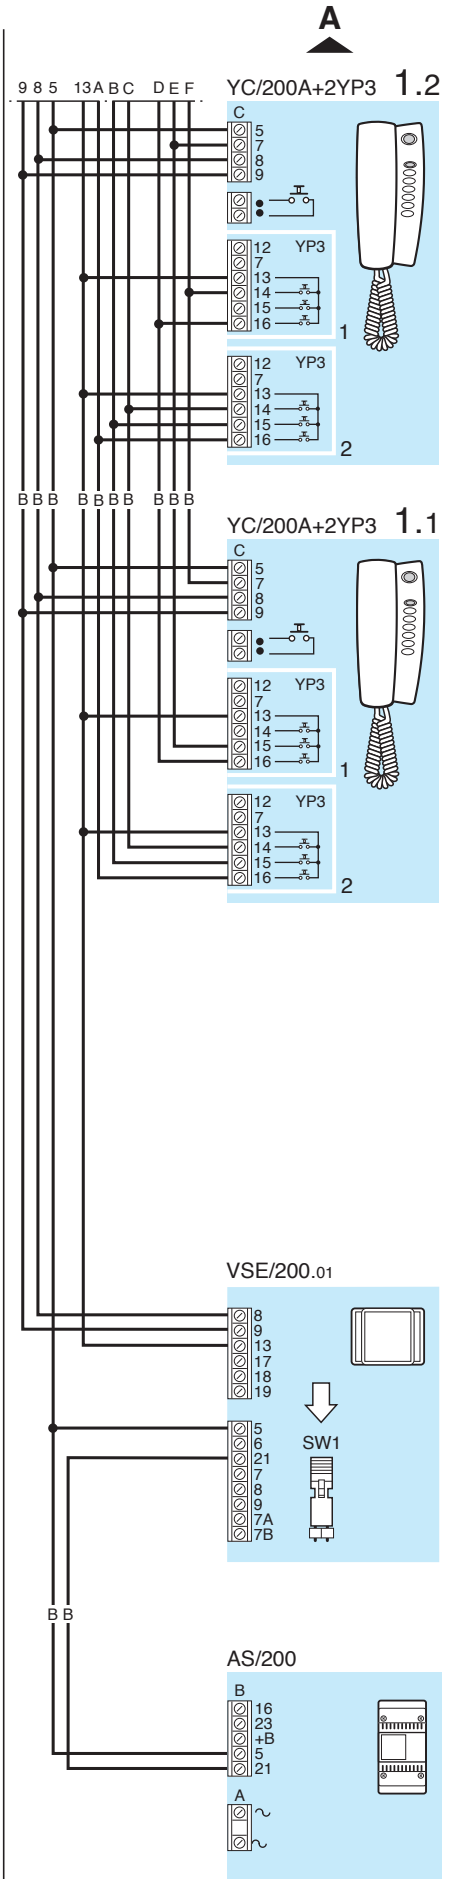 A
9 8 5 13 A B C D E F
YC/200A+2YP3 1.2
C
5
7
8
9
12 YP3
7
13
14
15
16
1
12 YP3
7
13
14
15
16
2
B B B B B B B B B B
YC/200A+2YP3 1.1
C
5
7
8
9
12 YP3
7
13
14
15
16
1
12 YP3
7
13
14
15
16
2
VSE/200.01
8
9
13
17
18
19
5
6
21
7
8
9
7A
7B
SW1
B B
AS/200
B
16
23
+B
5
21
A